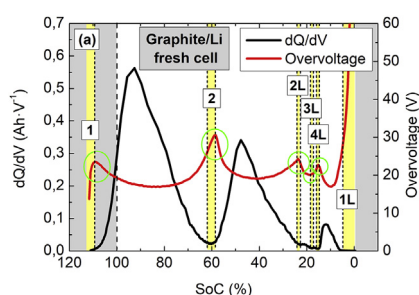 0,7
0,6
0,5
0,4
0,3
0,2
0,1
0,0
dQ/dV (Ah·V⁻¹)
(a)
Graphite/Li
fresh cell
dQ/dV
Overvoltage
1
2
2L
3L
4L
1L
60
50
40
30
20
10
0
Overvoltage (V)
120 100 80 60 40 20 0
SoC (%)